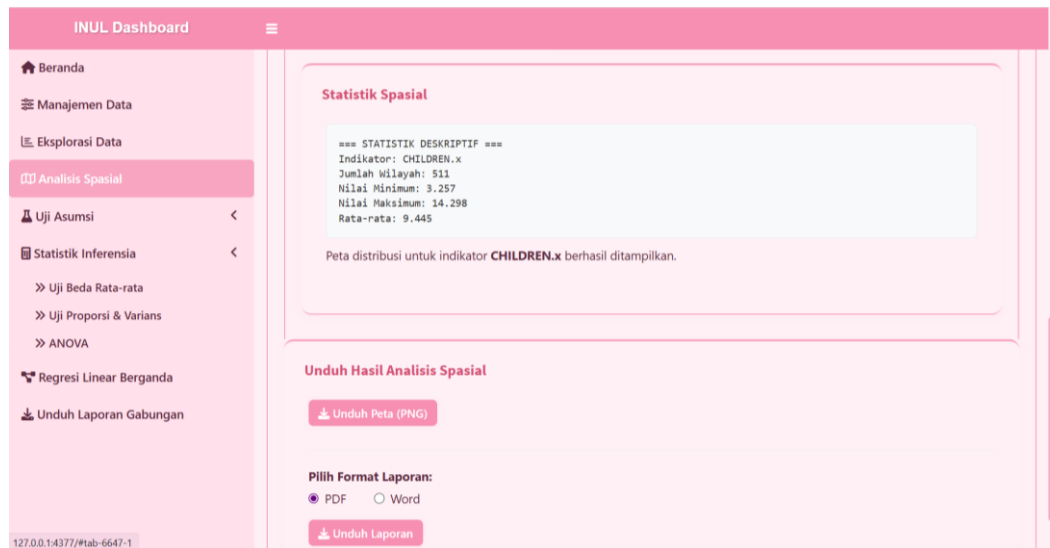 INUL Dashboard
Beranda
Manajemen Data
Eksplorasi Data
Analisis Spasial
Uji Asumsi
Statistik Inferensia
Uji Beda Rata-rata
Uji Proporsi & Varians
ANOVA
Regresi Linear Berganda
Unduh Laporan Gabungan
127.0.0.1:4377/#tab-6647-1
Statistik Spasial
=== STATISTIK DESKRIPTIF ===
Indikator: CHILDREN.x
Jumlah Wilayah: 511
Nilai Minimum: 3.257
Nilai Maksimum: 14.298
Rata-rata: 9.445
Peta distribusi untuk indikator CHILDREN.x berhasil ditampilkan.
Unduh Hasil Analisis Spasial
Unduh Peta (PNG)
Pilih Format Laporan:
PDF Word
Unduh Laporan